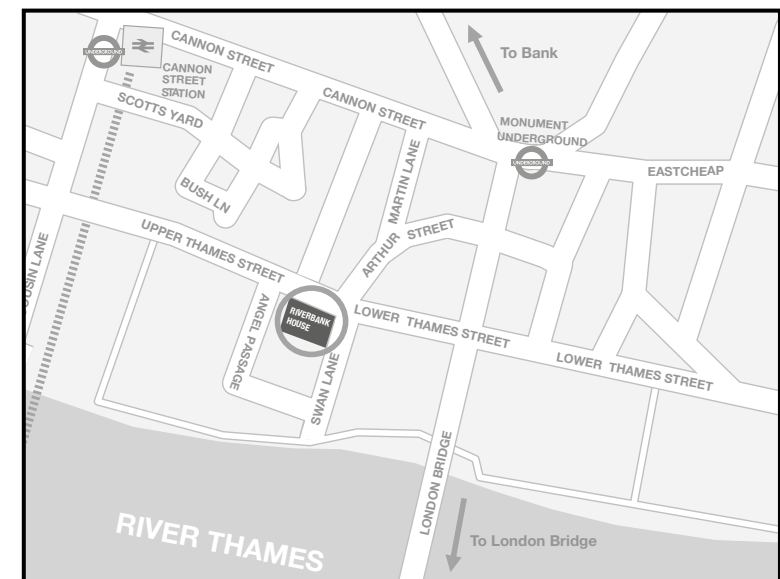 CANNON STREET
UNDERGROUND
CANNON
STREET
STATION
SCOTTS YARD
To Bank
CANNON STREET
MONUMENT
UNDERGROUND
UNDERGROUND
EASTCHEAP
MARTIN LANE
BUSH LN
ARTHUR STREET
UPPER THAMES STREET
RIVERBANK
HOUSE
LOWER THAMES STREET
LOWER THAMES STREET
ANGEL PASSAGE
SWAN LANE
LONDON BRIDGE
RIVER THAMES
To London Bridge